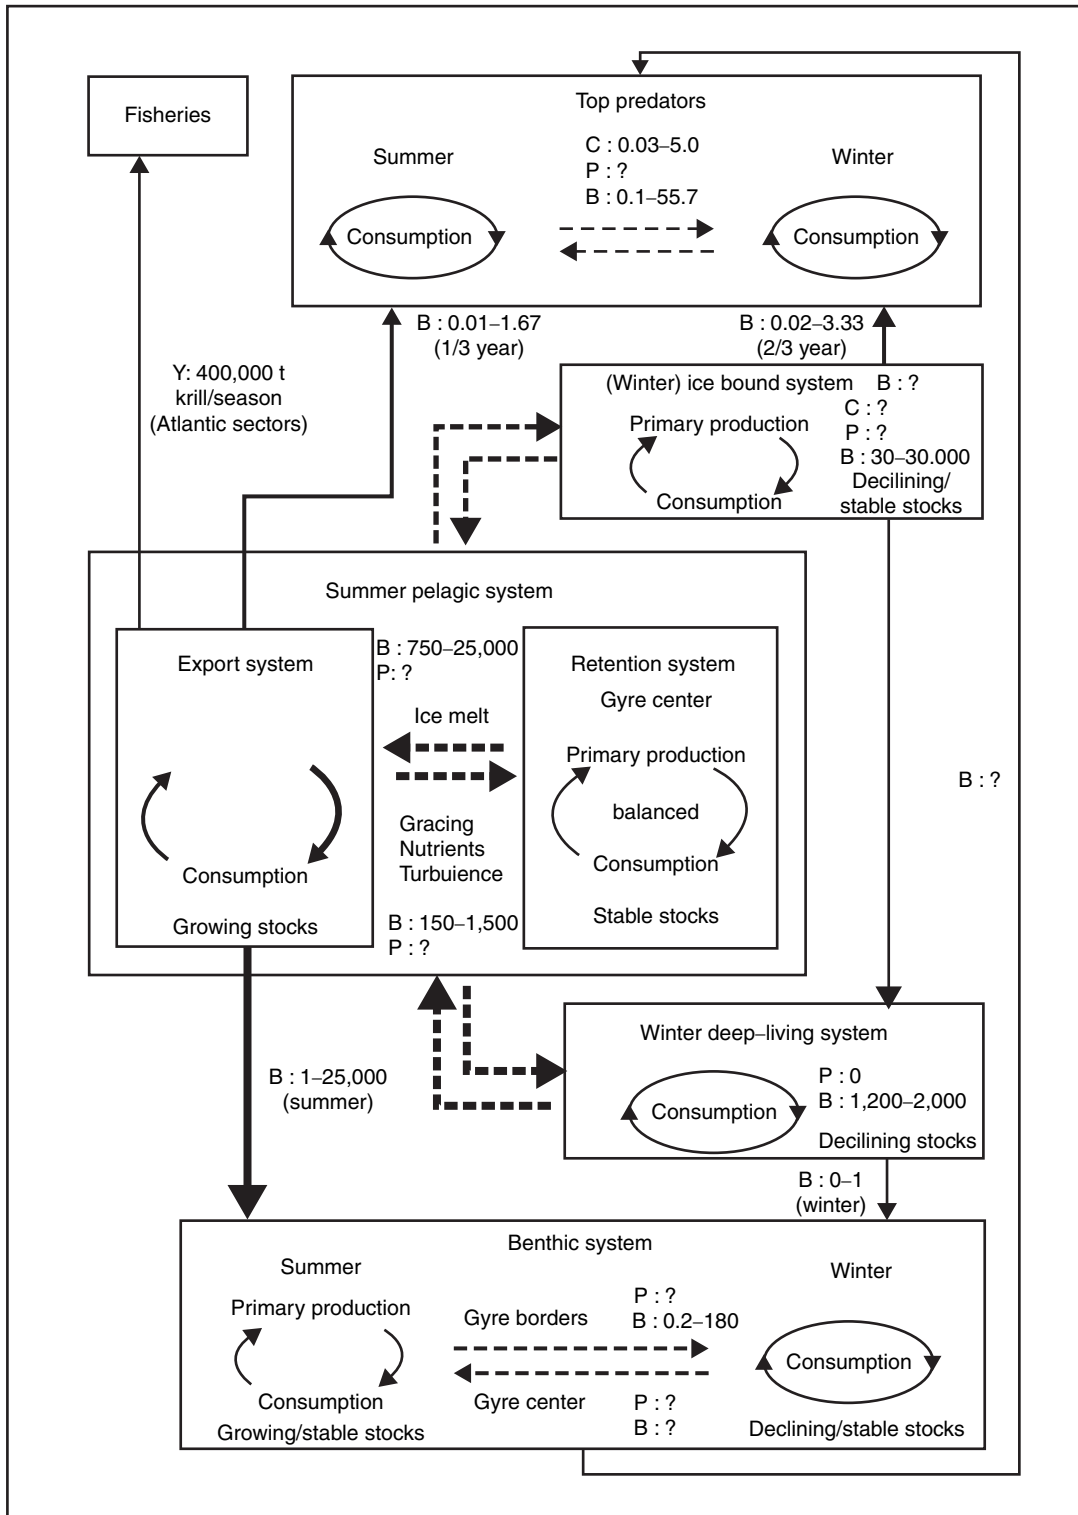 Fisheries
Top predators
Summer
C : 0.03–5.0
P : ?
B : 0.1–55.7
Winter
Consumption
Consumption
B : 0.01–1.67
(1/3 year)
B : 0.02–3.33
(2/3 year)
Y: 400,000 t
krill/season
(Atlantic sectors)
(Winter) ice bound system
B : ?
C : ?
P : ?
B : 30–30.000
Primary production
Consumption
Decilining/
stable stocks
Summer pelagic system
Export system
B : 750–25,000
P: ?
Retention system
Gyre center
Ice melt
Primary production
balanced
Consumption
Stable stocks
Gracing
Nutrients
Turbuience
Consumption
Growing stocks
B : 150–1,500
P : ?
B : ?
Winter deep–living system
P : 0
B : 1,200–2,000
Consumption
Decilining stocks
B : 1–25,000
(summer)
B : 0–1
(winter)
Benthic system
Summer
Winter
Primary production
Gyre borders
P : ?
B : 0.2–180
Consumption
Consumption
Gyre center
P : ?
B : ?
Growing/stable stocks
Declining/stable stocks